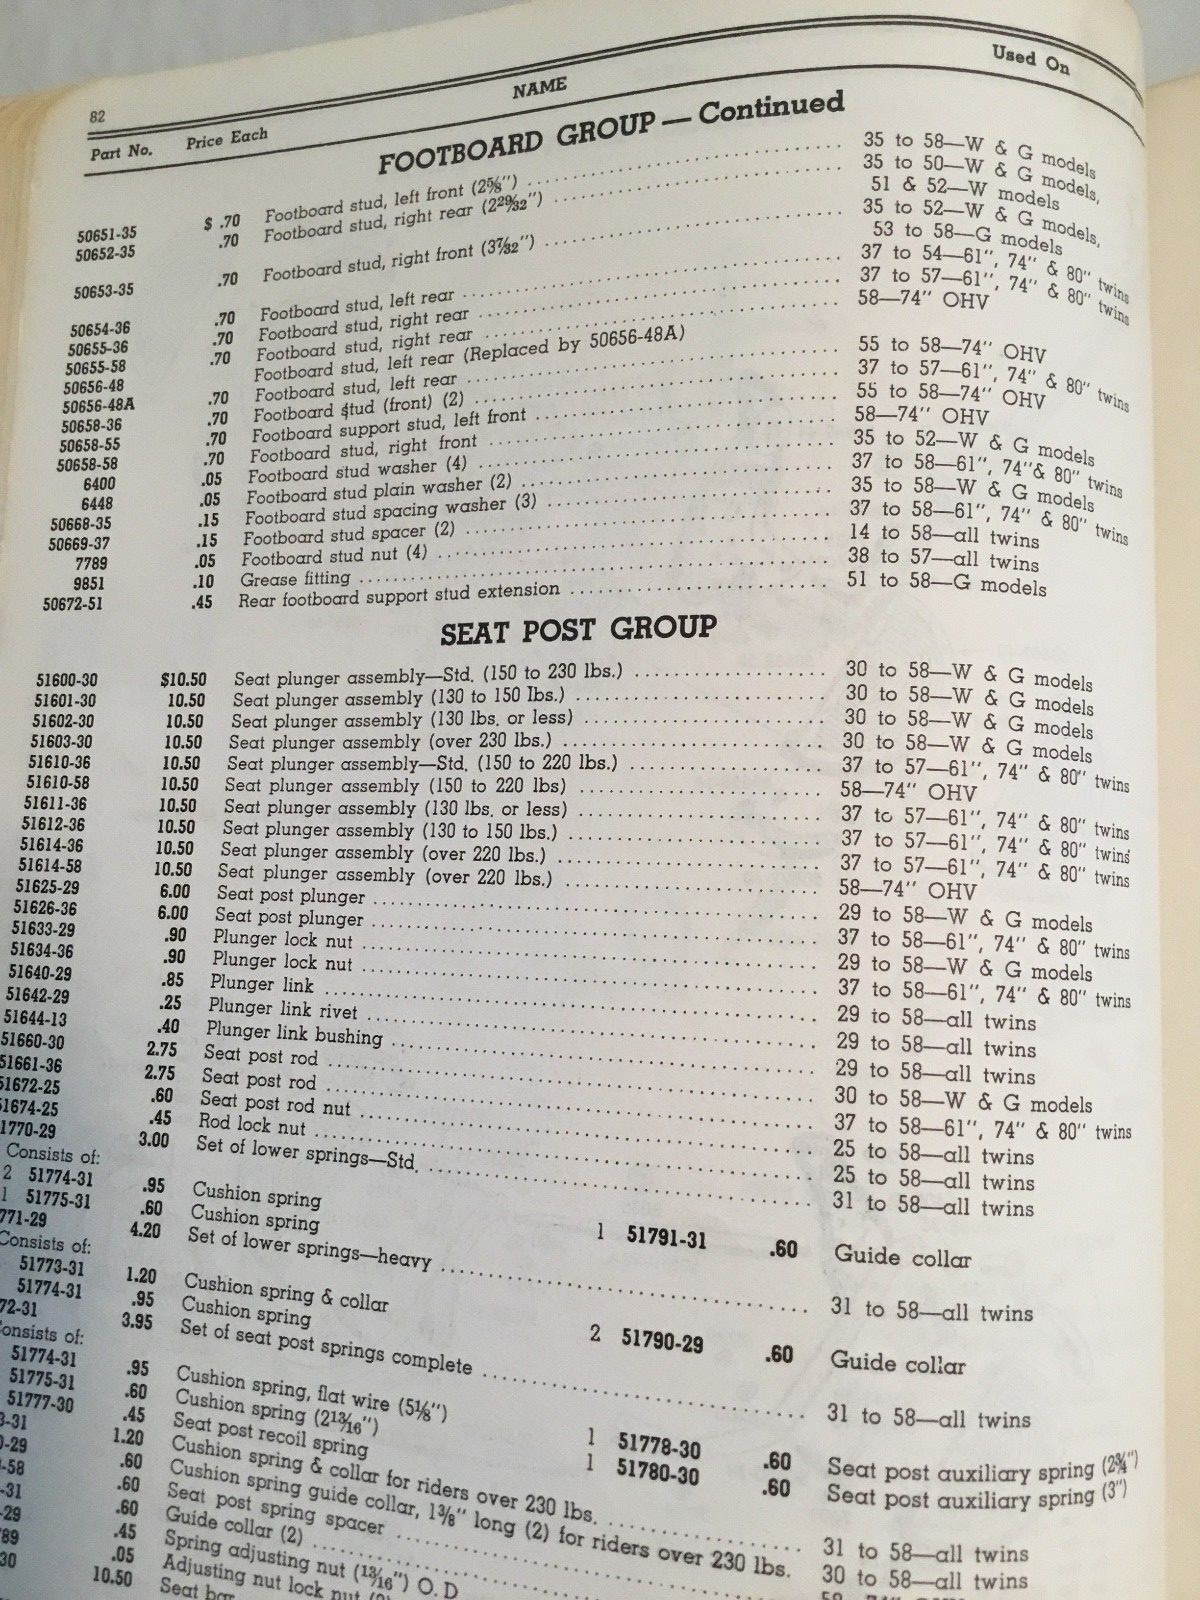 82
Part No. Price Each NAME Used On
FOOTBOARD GROUP — Continued
50651-35 $ .70 Footboard stud, left front (2⅝") 35 to 58—W & G models
50652-35 .70 Footboard stud, right rear (2²⁹⁄₃₂") 35 to 50—W & G models,
51 & 52—W models
50653-35 .70 Footboard stud, right front (3⁷⁄₃₂") 35 to 52—W & G models,
53 to 58—G models
50654-36 .70 Footboard stud, left rear 37 to 54—61", 74" & 80" twins
50655-36 .70 Footboard stud, right rear 37 to 57—61", 74" & 80" twins
50655-58 .70 Footboard stud, right rear 58—74" OHV
50656-48 Footboard stud, left rear (Replaced by 50656-48A)
50656-48A .70 Footboard stud, left rear 55 to 58—74" OHV
50658-36 .70 Footboard stud (front) (2) 37 to 57—61", 74" & 80" twins
50658-55 .70 Footboard support stud, left front 55 to 58—74" OHV
50658-58 .70 Footboard stud, right front 58—74" OHV
6400 .05 Footboard stud washer (4) 35 to 52—W & G models
6448 .05 Footboard stud plain washer (2) 37 to 58—61", 74"& 80" twins
50668-35 .15 Footboard stud spacing washer (3) 35 to 58—W & G models
50669-37 .15 Footboard stud spacer (2) 37 to 58—61", 74" & 80" twins
7789 .05 Footboard stud nut (4) 14 to 58—all twins
9851 .10 Grease fitting 38 to 57—all twins
50672-51 .45 Rear footboard support stud extension 51 to 58—G models
SEAT POST GROUP
51600-30 $10.50 Seat plunger assembly—Std. (150 to 230 lbs.) 30 to 58—W & G models
51601-30 10.50 Seat plunger assembly (130 to 150 lbs.) 30 to 58—W & G models
51602-30 10.50 Seat plunger assembly (130 lbs. or less) 30 to 58—W & G models
51603-30 10.50 Seat plunger assembly (over 230 lbs.) 30 to 58—W & G models
51610-36 10.50 Seat plunger assembly—Std. (150 to 220 lbs.) 37 to 57—61", 74" & 80" twins
51610-58 10.50 Seat plunger assembly (150 to 220 lbs) 58—74" OHV
51611-36 10.50 Seat plunger assembly (130 lbs. or less) 37 to 57—61", 74" & 80" twins
51612-36 10.50 Seat plunger assembly (130 to 150 lbs.) 37 to 57—61", 74" & 80" twins
51614-36 10.50 Seat plunger assembly (over 220 lbs.) 37 to 57—61", 74" & 80" twins
51614-58 10.50 Seat plunger assembly (over 220 lbs.) 58—74" OHV
51625-29 6.00 Seat post plunger 29 to 58—W & G models
51626-36 6.00 Seat post plunger 37 to 58—61", 74" & 80" twins
51633-29 .90 Plunger lock nut 29 to 58—W & G models
51634-36 .90 Plunger lock nut 37 to 58—61", 74" & 80" twins
51640-29 .85 Plunger link 29 to 58—all twins
51642-29 .25 Plunger link rivet 29 to 58—all twins
51644-13 .40 Plunger link bushing 29 to 58—all twins
51660-30 2.75 Seat post rod 30 to 58—W & G models
51661-36 2.75 Seat post rod 37 to 58—61", 74" & 80" twins
51672-25 .60 Seat post rod nut 25 to 58—all twins
51674-25 .45 Rod lock nut 25 to 58—all twins
1770-29 3.00 Set of lower springs—Std. 31 to 58—all twins
Consists of:
2 51774-31 .95 Cushion spring 1 51791-31 .60 Guide collar
1 51775-31 .60 Cushion spring
771-29 4.20 Set of lower springs—heavy 31 to 58—all twins
Consists of:
51773-31 1.20 Cushion spring & collar 2 51790-29 .60 Guide collar
51774-31 .95 Cushion spring
72-31 3.95 Set of seat post springs complete 31 to 58—all twins
onsists of:
51774-31 .95 Cushion spring, flat wire (5⅛") 1 51778-30 .60 Seat post auxiliary spring (2¾")
51775-31 .60 Cushion spring (2¹³⁄₁₆") 1 51780-30 .60 Seat post auxiliary spring (3")
51777-30 .45 Seat post recoil spring
3-31 1.20 Cushion spring & collar for riders over 230 lbs. 31 to 58—all twins
-29 .60 Cushion spring guide collar, 1⅜" long (2) for riders over 230 lbs. 30 to 58—all twins
-58 .60 Seat post spring spacer
-31 .60 Guide collar (2)
-29 .45 Spring adjusting nut (1³⁄₁₆") O. D
89 .05 Adjusting nut lock nut
30 10.50 Seat bar